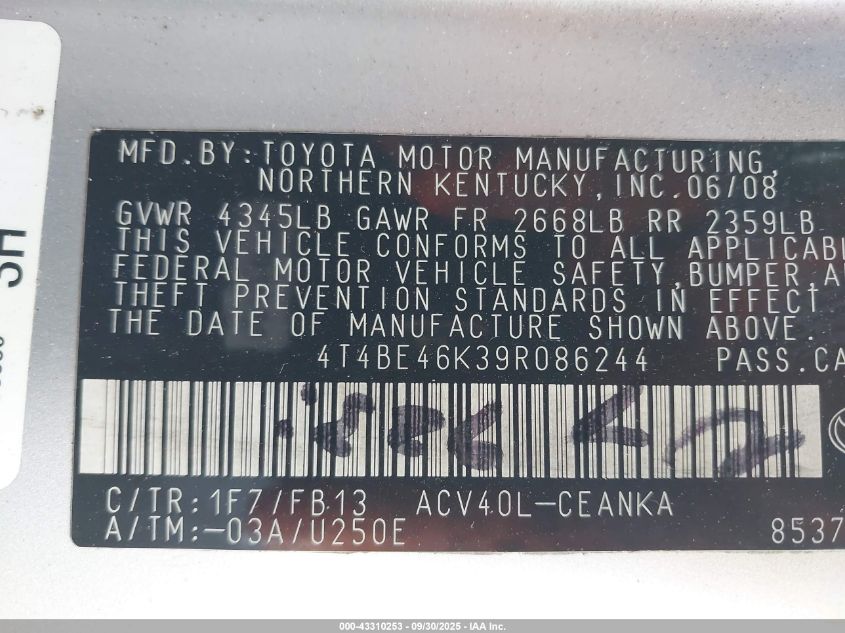 MFD.BY:TOYOTA MOTOR MANUFACTURING,
NORTHERN KENTUCKY,INC.06/08
GVWR 4345LB GAWR FR 2668LB RR 2359LB
THIS VEHICLE CONFORMS TO ALL APPLICABL
FEDERAL MOTOR VEHICLE SAFETY,BUMPER,A
THEFT PREVENTION STANDARDS IN EFFECT
THE DATE OF MANUFACTURE SHOWN ABOVE.
4T4BE46K39R086244 PASS.CA
C/TR:1F7/FB13 ACV40L-CEANKA
A/TM:-03A/U250E 8537
SH
000-43310253 - 09/30/2025 - IAA Inc.